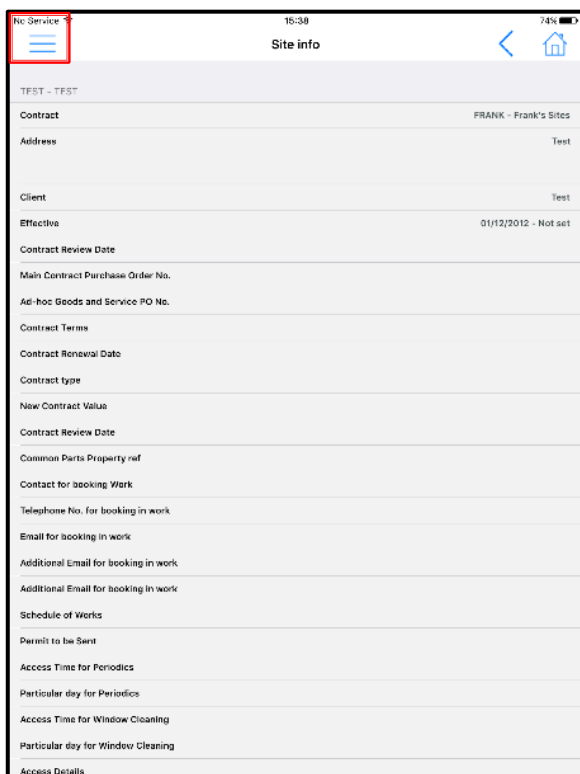 No Service 15:38 74%
Site info
TEST - TEST
Contract FRANK - Frank's Sites
Address Test
Client Test
Effective 01/12/2012 - Not set
Contract Review Date
Main Contract Purchase Order No.
Ad-hoc Goods and Service PO No.
Contract Terms
Contract Renewal Date
Contract type
New Contract Value
Contract Review Date
Common Parts Property ref
Contact for booking Work
Telephone No. for booking in work
Email for booking in work
Additional Email for booking in work
Additional Email for booking in work
Schedule of Works
Permit to be Sent
Access Time for Periodics
Particular day for Periodics
Access Time for Window Cleaning
Particular day for Window Cleaning
Access Details